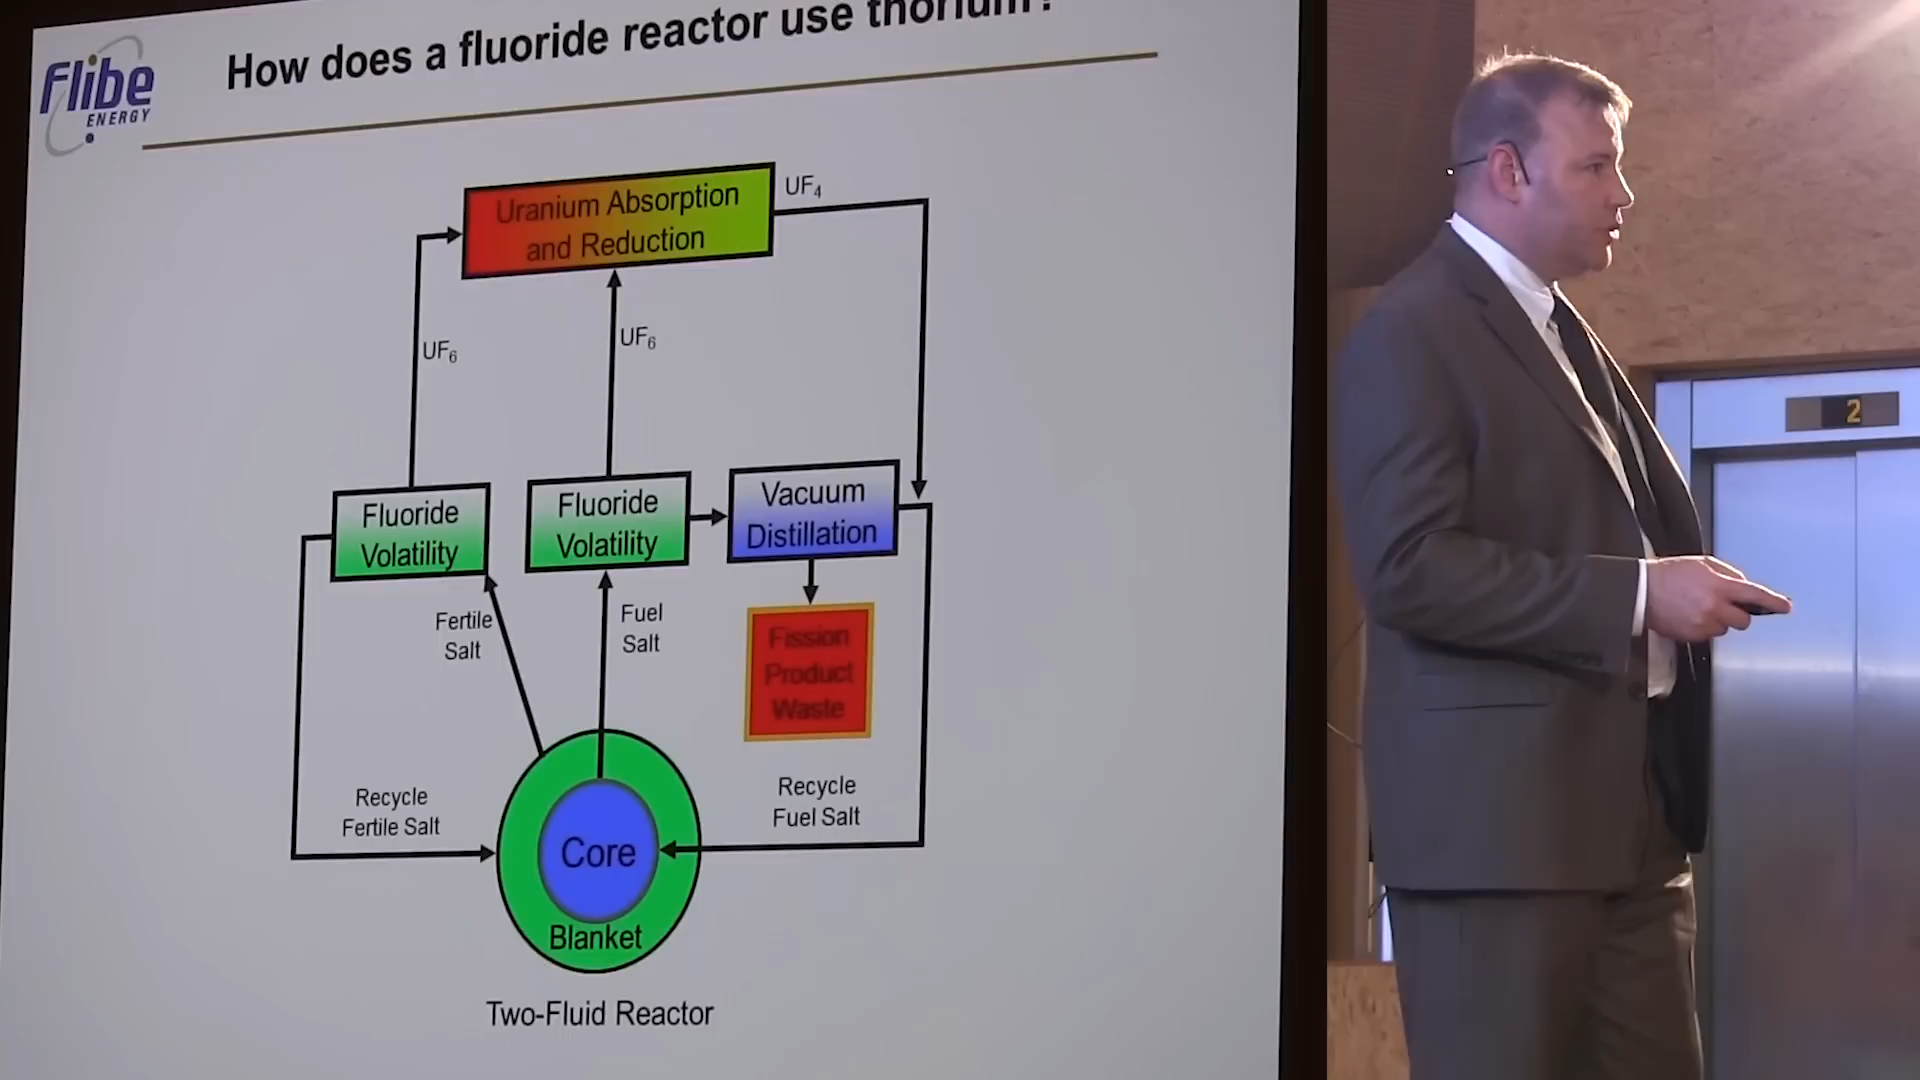 How does a fluoride reactor use thorium?
Flibe
ENERGY
Uranium Absorption
and Reduction
UF₄
UF₆
UF₆
Fluoride
Volatility
Fluoride
Volatility
Vacuum
Distillation
Fertile
Salt
Fuel
Salt
Fission
Product
Waste
Recycle
Fertile Salt
Recycle
Fuel Salt
Core
Blanket
Two-Fluid Reactor
2